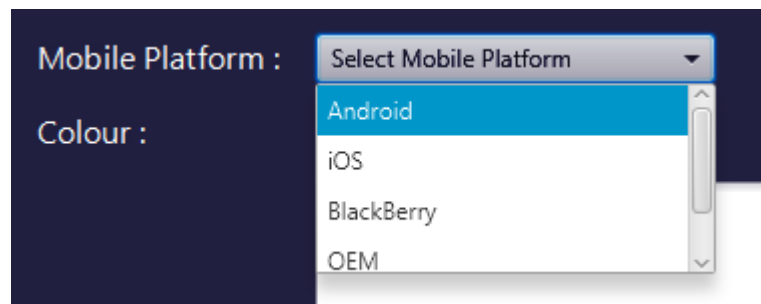 Mobile Platform : Select Mobile Platform
Android
Colour :
iOS
BlackBerry
OEM